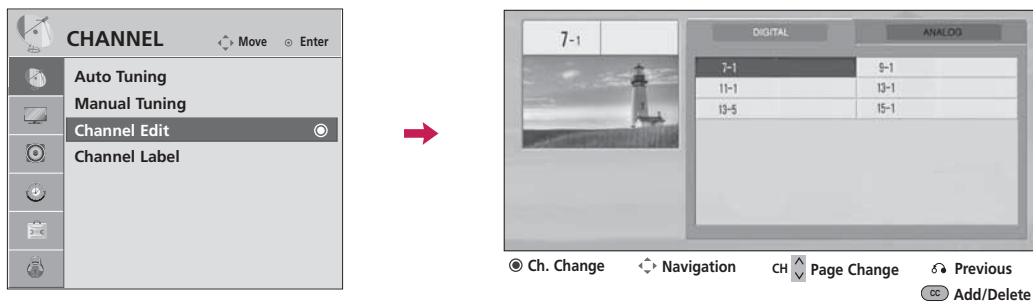 CHANNEL Move Enter
Auto Tuning
Manual Tuning
Channel Edit
Channel Label
7-1
DIGITAL ANALOG
7-1 9-1
11-1 13-1
13-5 15-1
Ch. Change Navigation CH Page Change Previous
CC Add/Delete